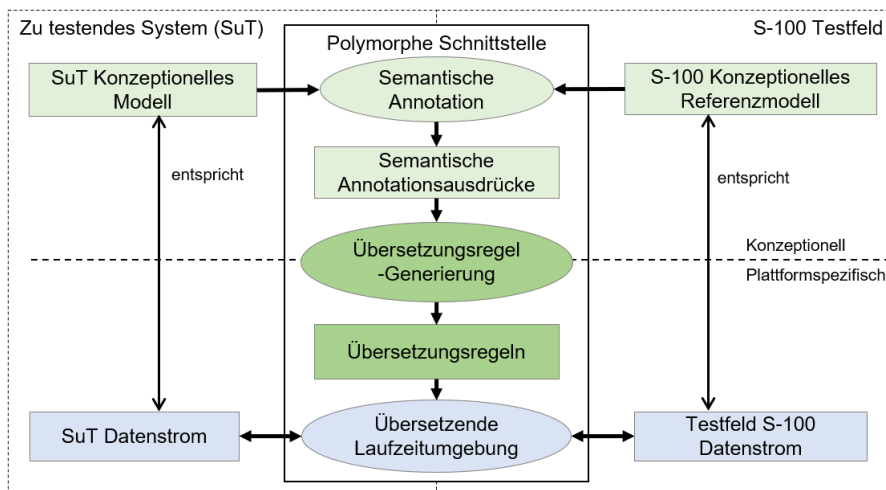 Zu testendes System (SuT)
S-100 Testfeld
Polymorphe Schnittstelle
SuT Konzeptionelles
Modell
Semantische
Annotation
S-100 Konzeptionelles
Referenzmodell
entspricht
Semantische
Annotationsausdrücke
entspricht
Übersetzungsregel
-Generierung
Konzeptionell
Plattformspezifisch
Übersetzungsregeln
SuT Datenstrom
Übersetzende
Laufzeitumgebung
Testfeld S-100
Datenstrom